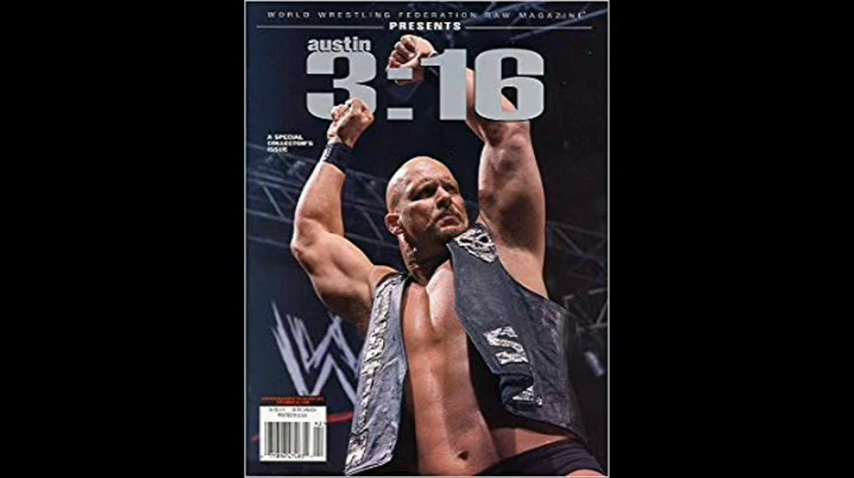 WORLD WRESTLING FEDERATION RAW MAGAZINE
PRESENTS
austin
3:16
A SPECIAL
COLLECTOR'S
ISSUE
W
S